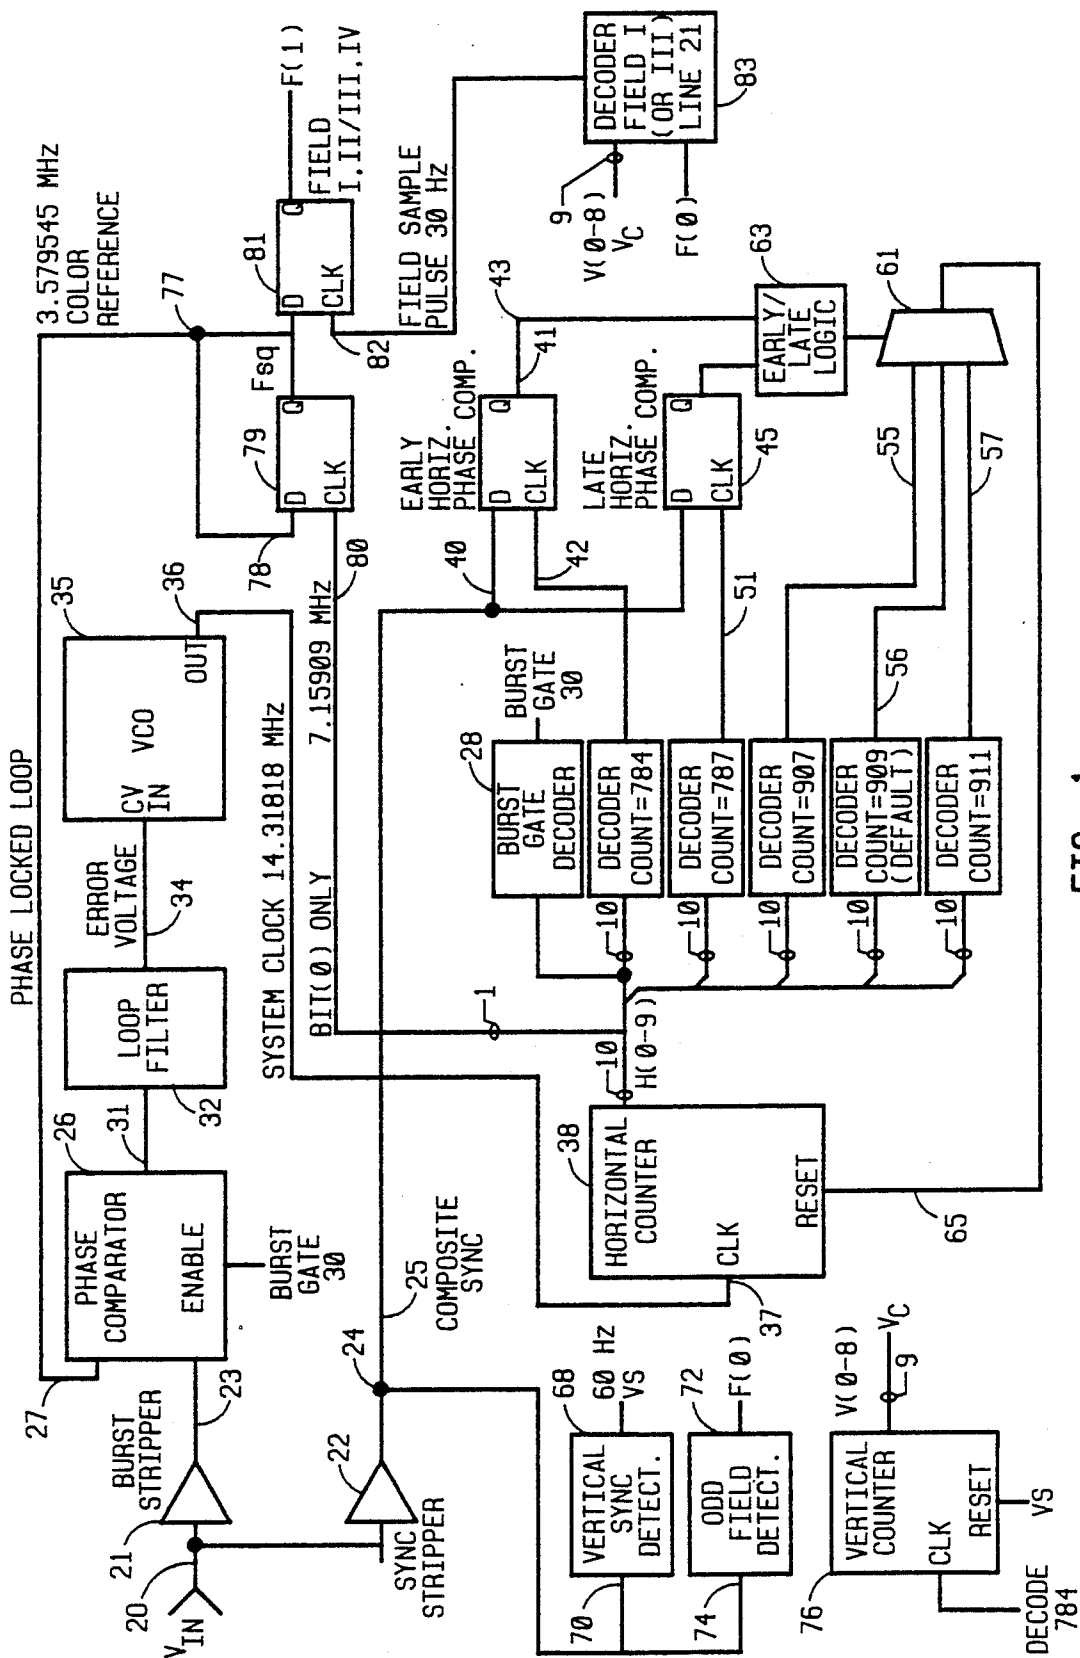 PHASE LOCKED LOOP
3.579545 MHz
COLOR
REFERENCE
77
27
26
PHASE
COMPARATOR
ENABLE
BURST
GATE
30
31
LOOP
FILTER
32
ERROR
VOLTAGE
34
35
CV
IN
VCO
OUT
36
Fsq
79
D
Q
CLK
78
80
81
D
Q
CLK
82
F(1)
FIELD
I,II/III,IV
VIN
20
21
BURST
STRIPPER
23
22
SYNC
STRIPPER
24
25
COMPOSITE
SYNC
SYSTEM CLOCK 14.31818 MHz
BIT(0) ONLY
7.15909 MHz
1
FIELD SAMPLE
PULSE 30 Hz
DECODER
FIELD I
(OR III)
LINE 21
83
9
V(0-8)
VC
F(0)
40
42
EARLY
HORIZ.
PHASE COMP.
D
Q
CLK
41
43
LATE
HORIZ.
PHASE COMP.
D
Q
CLK
45
51
EARLY/
LATE
LOGIC
63
61
55
56
57
65
38
HORIZONTAL
COUNTER
CLK
RESET
37
10
H(0-9)
28
BURST
GATE
DECODER
BURST
GATE
30
10
DECODER
COUNT=784
10
DECODER
COUNT=787
10
DECODER
COUNT=907
10
DECODER
COUNT=909
(DEFAULT)
10
DECODER
COUNT=911
70
VERTICAL
SYNC
DETECT.
68
60 Hz
VS
74
ODD
FIELD
DETECT.
72
F(0)
76
VERTICAL
COUNTER
CLK
RESET
V(0-8)
VC
9
DECODE
784
VS